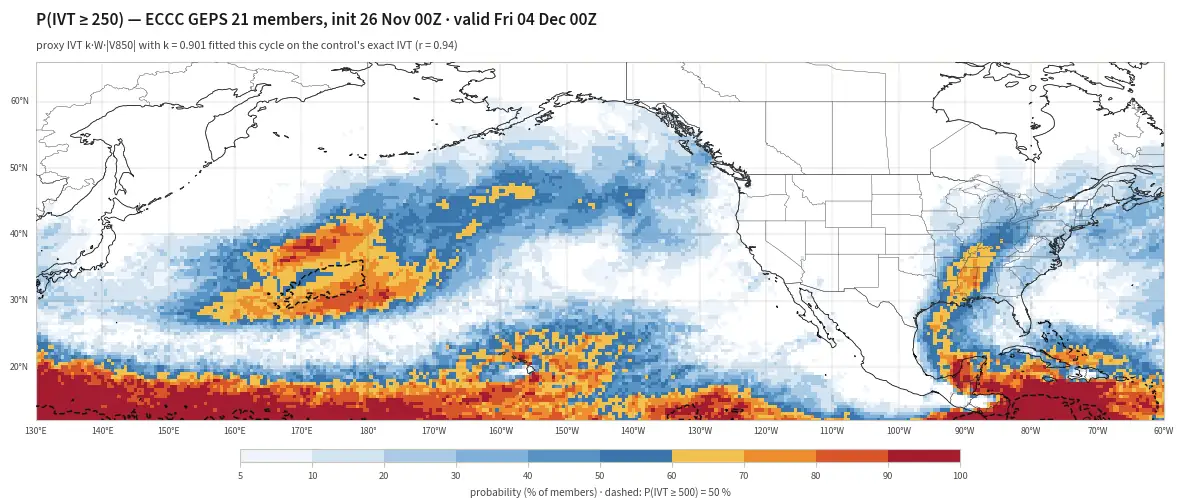 P(IVT ≥ 250) — ECCC GEPS 21 members, init 26 Nov 00Z · valid Fri 04 Dec 00Z
proxy IVT k·W·|V850| with k = 0.901 fitted this cycle on the control's exact IVT (r = 0.94)
60°N
50°N
40°N
30°N
20°N
130°E 140°E 150°E 160°E 170°E 180° 170°W 160°W 150°W 140°W 130°W 120°W 110°W 100°W 90°W 80°W 70°W 60°W
5 10 20 30 40 50 60 70 80 90 100
probability (% of members) · dashed: P(IVT ≥ 500) = 50 %